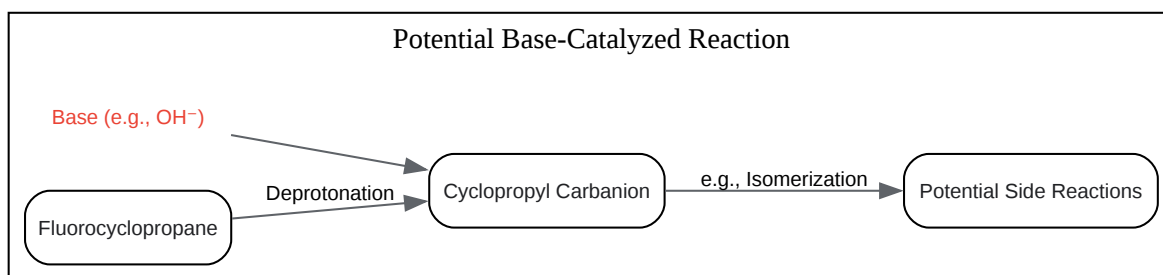 Potential Base-Catalyzed Reaction
Base (e.g., OH⁻)
Deprotonation
Fluorocyclopropane
Cyclopropyl Carbanion
e.g., Isomerization
Potential Side Reactions